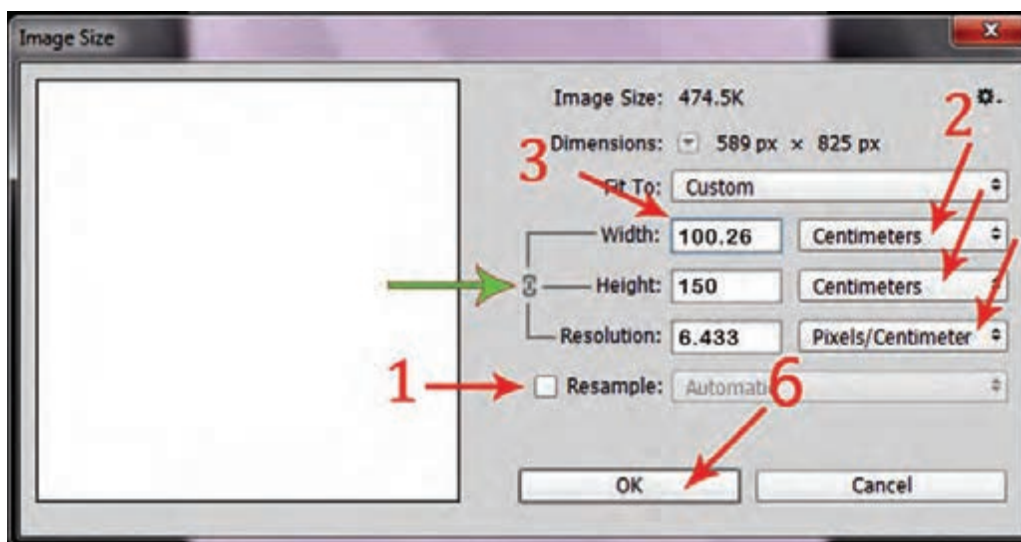 Image Size
Image Size: 474.5K
2
Dimensions: 589 px × 825 px
3
Fit To: Custom
Width: 100.26 Centimeters
Height: 150 Centimeters
Resolution: 6.433 Pixels/Centimeter
1 Resample: Automatic
6
OK Cancel